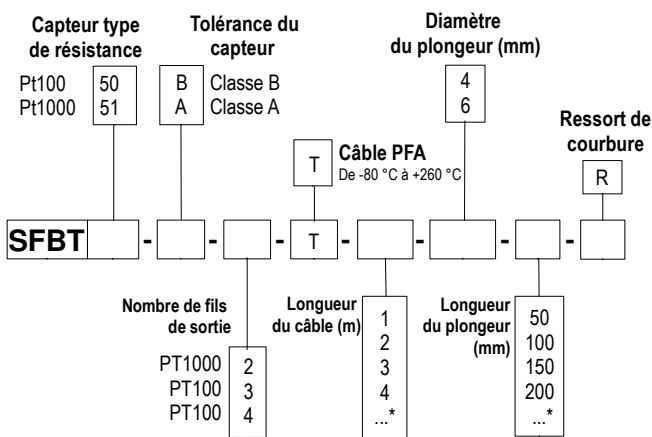 Capteur type
de résistance
Pt100 50
Pt1000 51
Tolérance du
capteur
B Classe B
A Classe A
Diamètre
du plongeur (mm)
4
6
T
Câble PFA
De -80 °C à +260 °C
Ressort de
courbure
R
SFBT - - - T - - - -
Nombre de fils
de sortie
PT1000 2
PT100 3
PT100 4
Longueur
du câble (m)
1
2
3
4
...*
Longueur
du plongeur
(mm)
50
100
150
200
...*